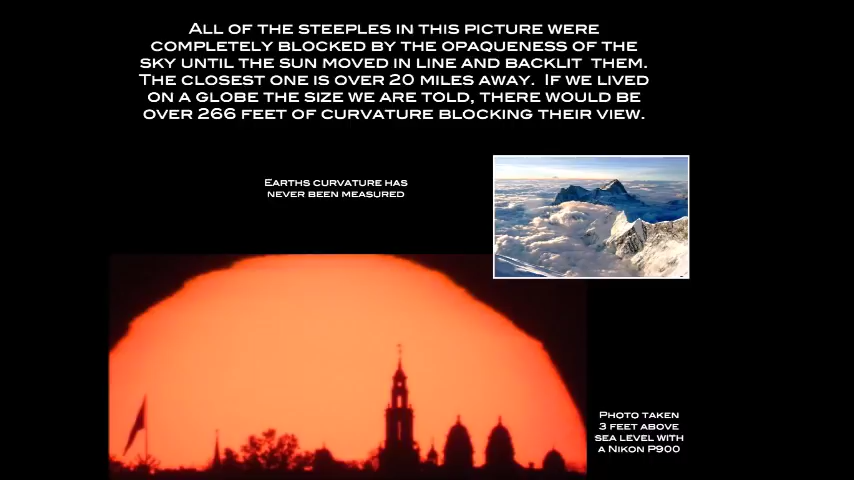 ALL OF THE STEEPLES IN THIS PICTURE WERE
COMPLETELY BLOCKED BY THE OPAQUENESS OF THE
SKY UNTIL THE SUN MOVED IN LINE AND BACKLIT THEM.
THE CLOSEST ONE IS OVER 20 MILES AWAY. IF WE LIVED
ON A GLOBE THE SIZE WE ARE TOLD, THERE WOULD BE
OVER 266 FEET OF CURVATURE BLOCKING THEIR VIEW.
EARTHS CURVATURE HAS
NEVER BEEN MEASURED
PHOTO TAKEN
3 FEET ABOVE
SEA LEVEL WITH
A NIKON P900